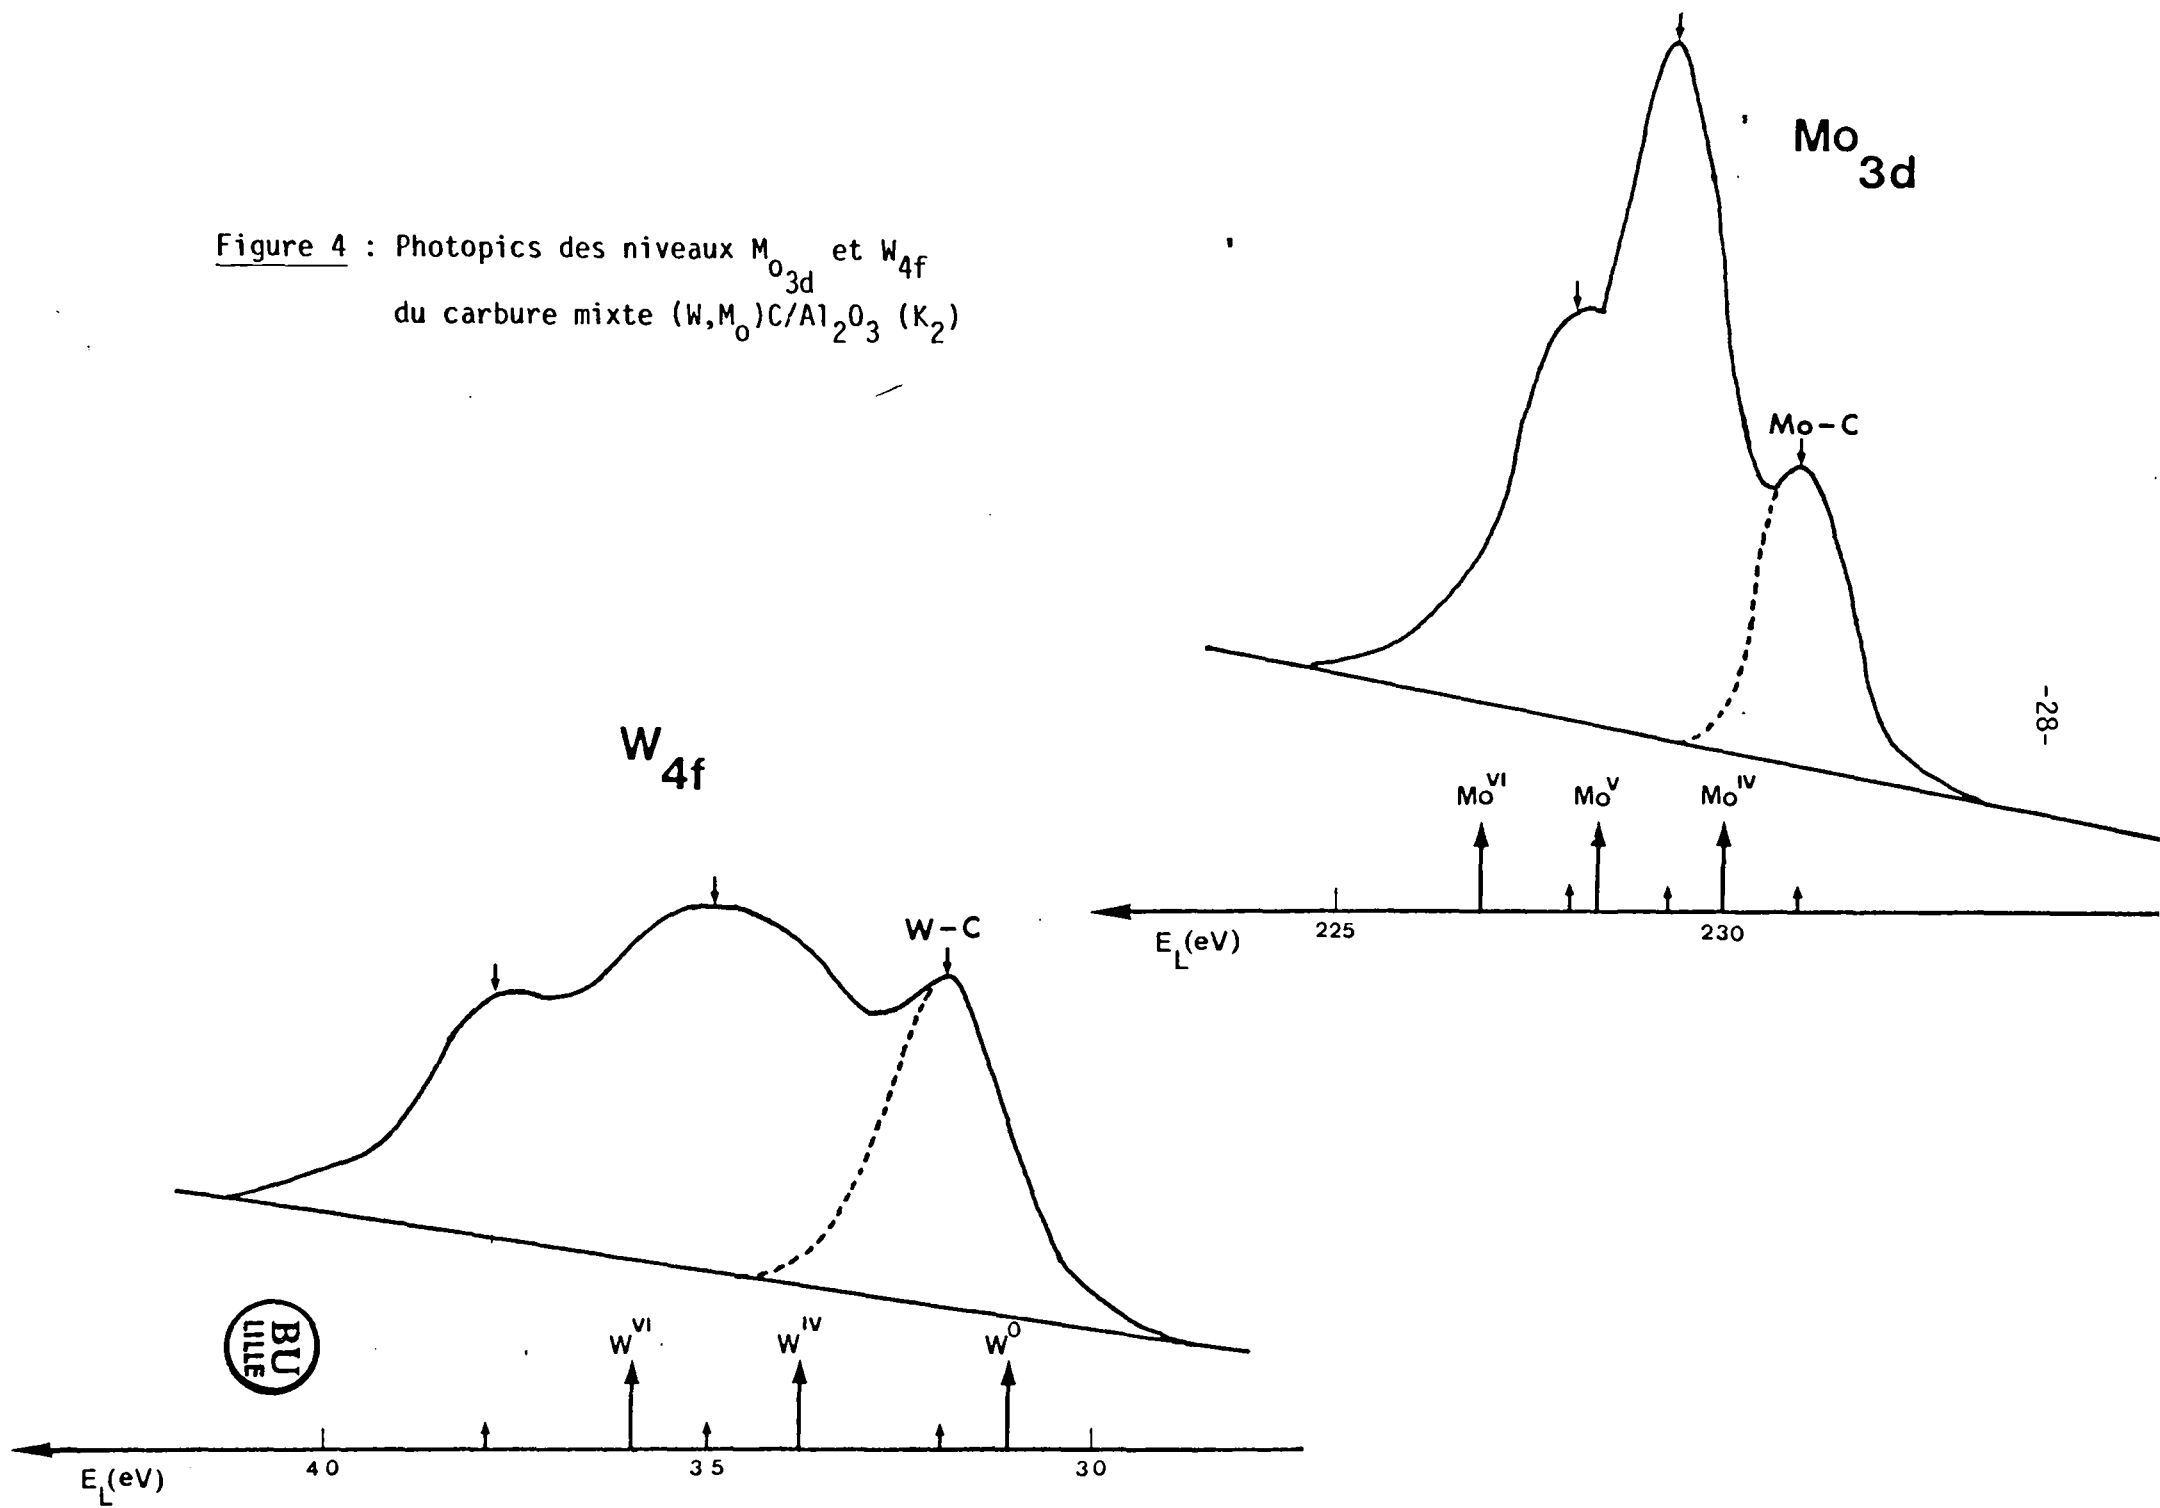 Figure 4 : Photopics des niveaux Mo3d et W4f
du carbure mixte (W,Mo)C/Al2O3 (K2)
Mo3d
Mo-C
MoVI MoV MoIV
225 230
EL(eV)
-28-
W4f
W-C
WVI WIV WO
40 35 30
EL(eV)
BU
LILLE